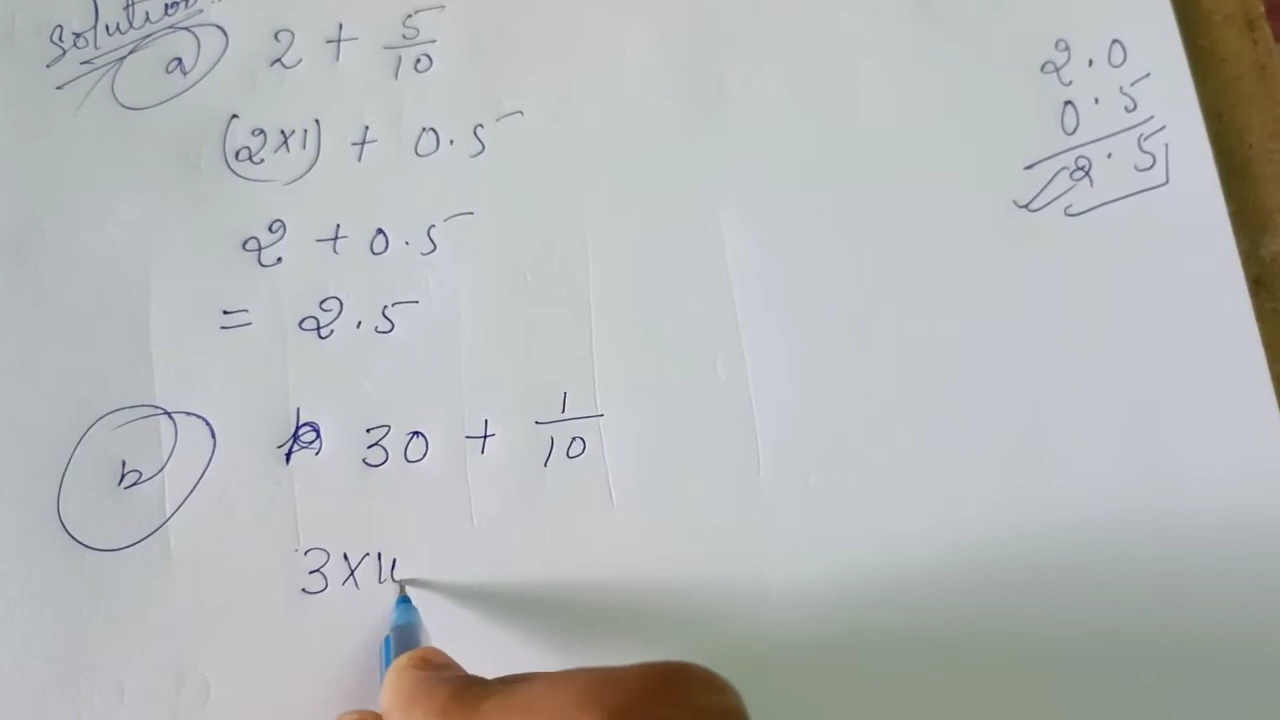 Solution
a 2 + 5/10
(2×1) + 0.5
2 + 0.5
= 2.5
2.0
0.5
2.5
b 30 + 1/10
3×10